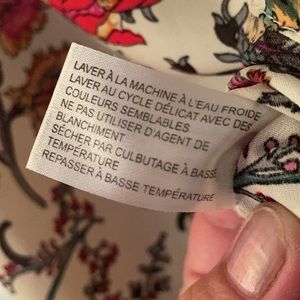 LAVER À LA MACHINE À L'EAU FROIDE
LAVER AU CYCLE DÉLICAT AVEC DES
COULEURS SEMBLABLES
NE PAS UTILISER D'AGENT DE
BLANCHIMENT
SÉCHER PAR CULBUTAGE À BASSE
TEMPÉRATURE
REPASSER À BASSE TEMPÉRATURE